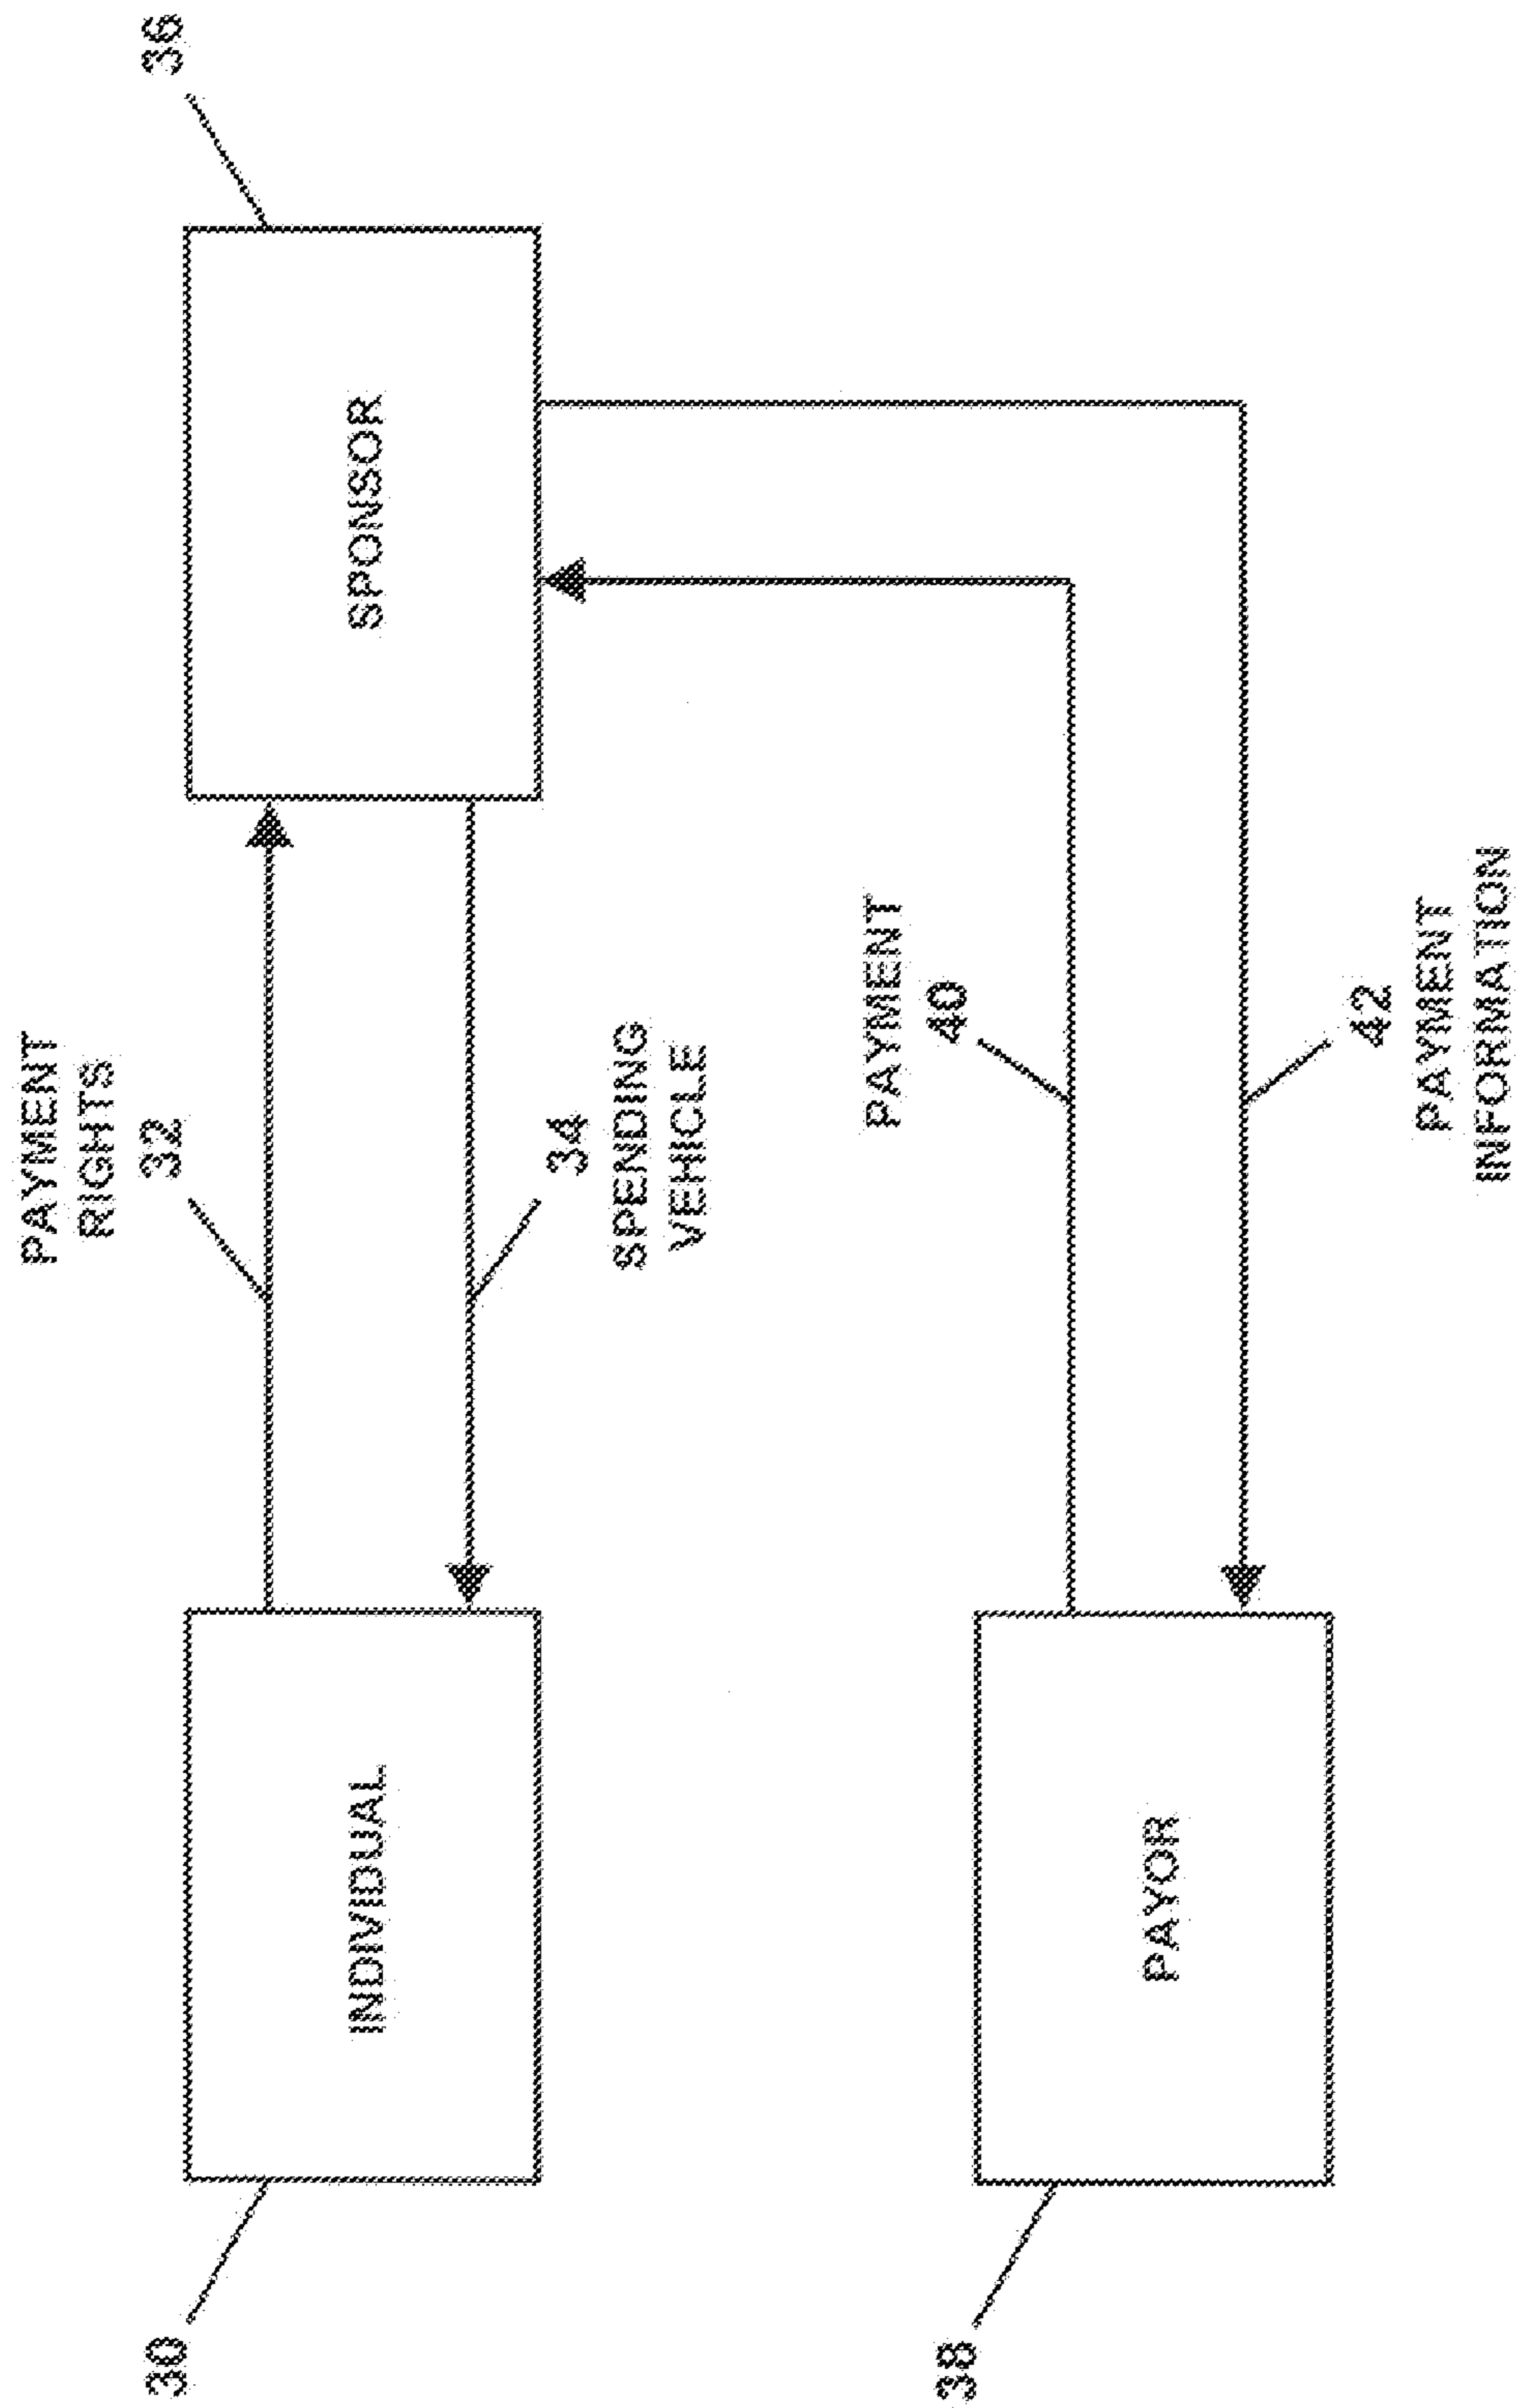 PAYMENT
RIGHTS
32
36
30
INDIVIDUAL
SPONSOR
34
SPENDING
VEHICLE
PAYMENT
40
38
PAYOR
42
PAYMENT
INFORMATION